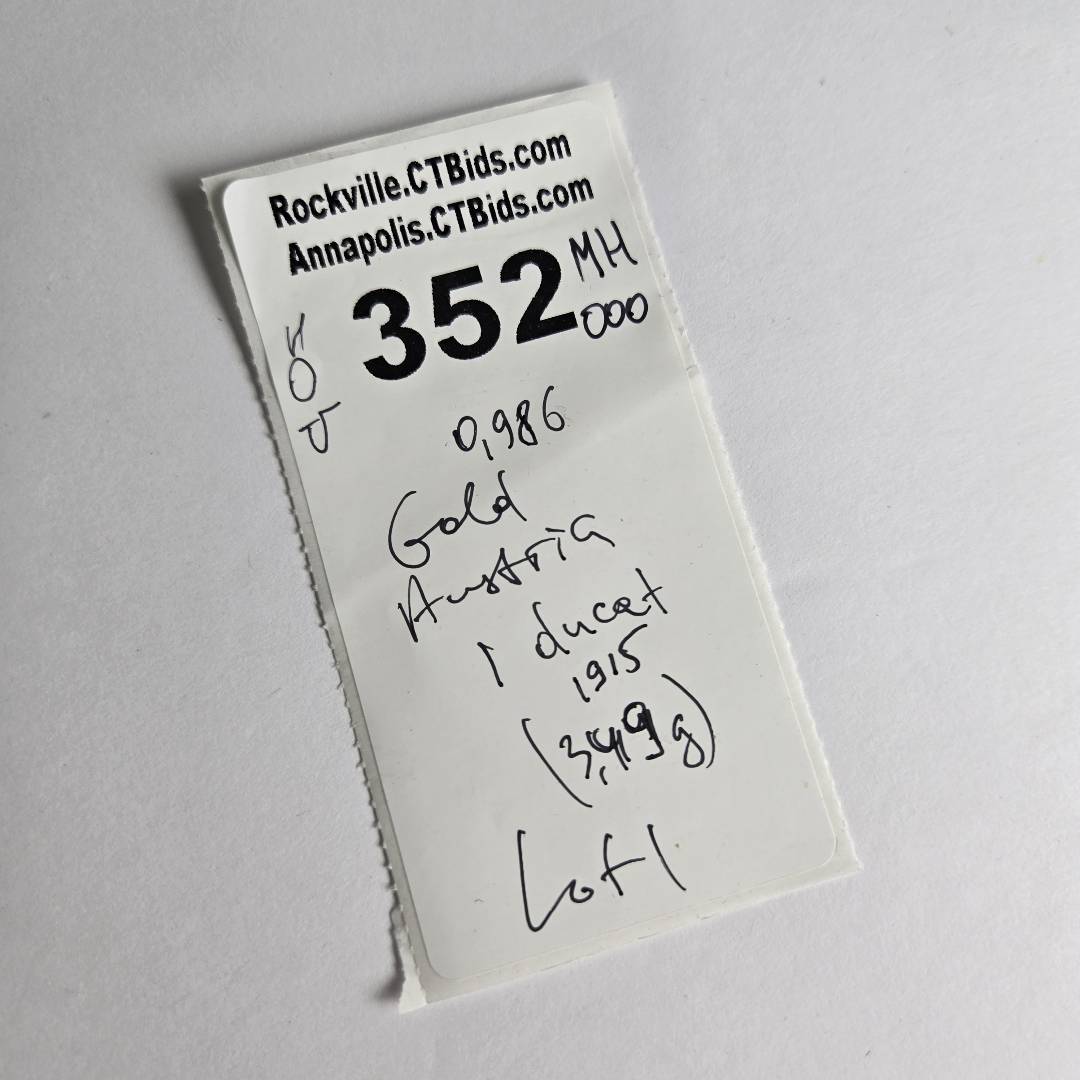 Rockville.CTBids.com
Annapolis.CTBids.com
352
MH
000
0,986
Gold
Austria
1 ducat
1915
(3,49 g)
Lot 1